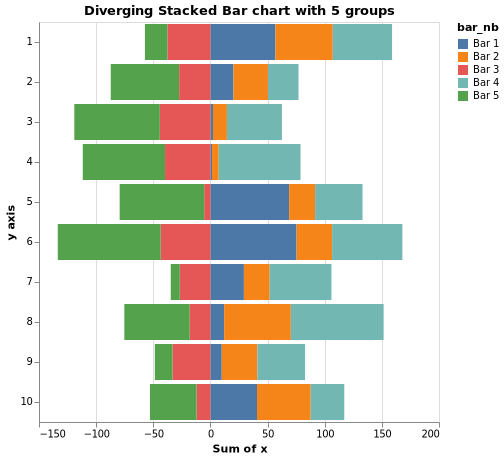 Diverging Stacked Bar chart with 5 groups
bar_nb
Bar 1
Bar 2
Bar 3
Bar 4
Bar 5
y axis
1
2
3
4
5
6
7
8
9
10
−150 −100 −50 0 50 100 150 200
Sum of x